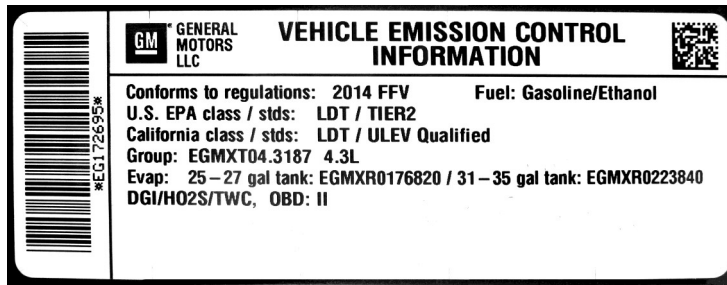 *EG172695*
GM
GENERAL
MOTORS
LLC
VEHICLE EMISSION CONTROL
INFORMATION
Conforms to regulations: 2014 FFV Fuel: Gasoline/Ethanol
U.S. EPA class / stds: LDT / TIER2
California class / stds: LDT / ULEV Qualified
Group: EGMXT04.3187 4.3L
Evap: 25–27 gal tank: EGMXR0176820 / 31–35 gal tank: EGMXR0223840
DGI/HO2S/TWC, OBD: II